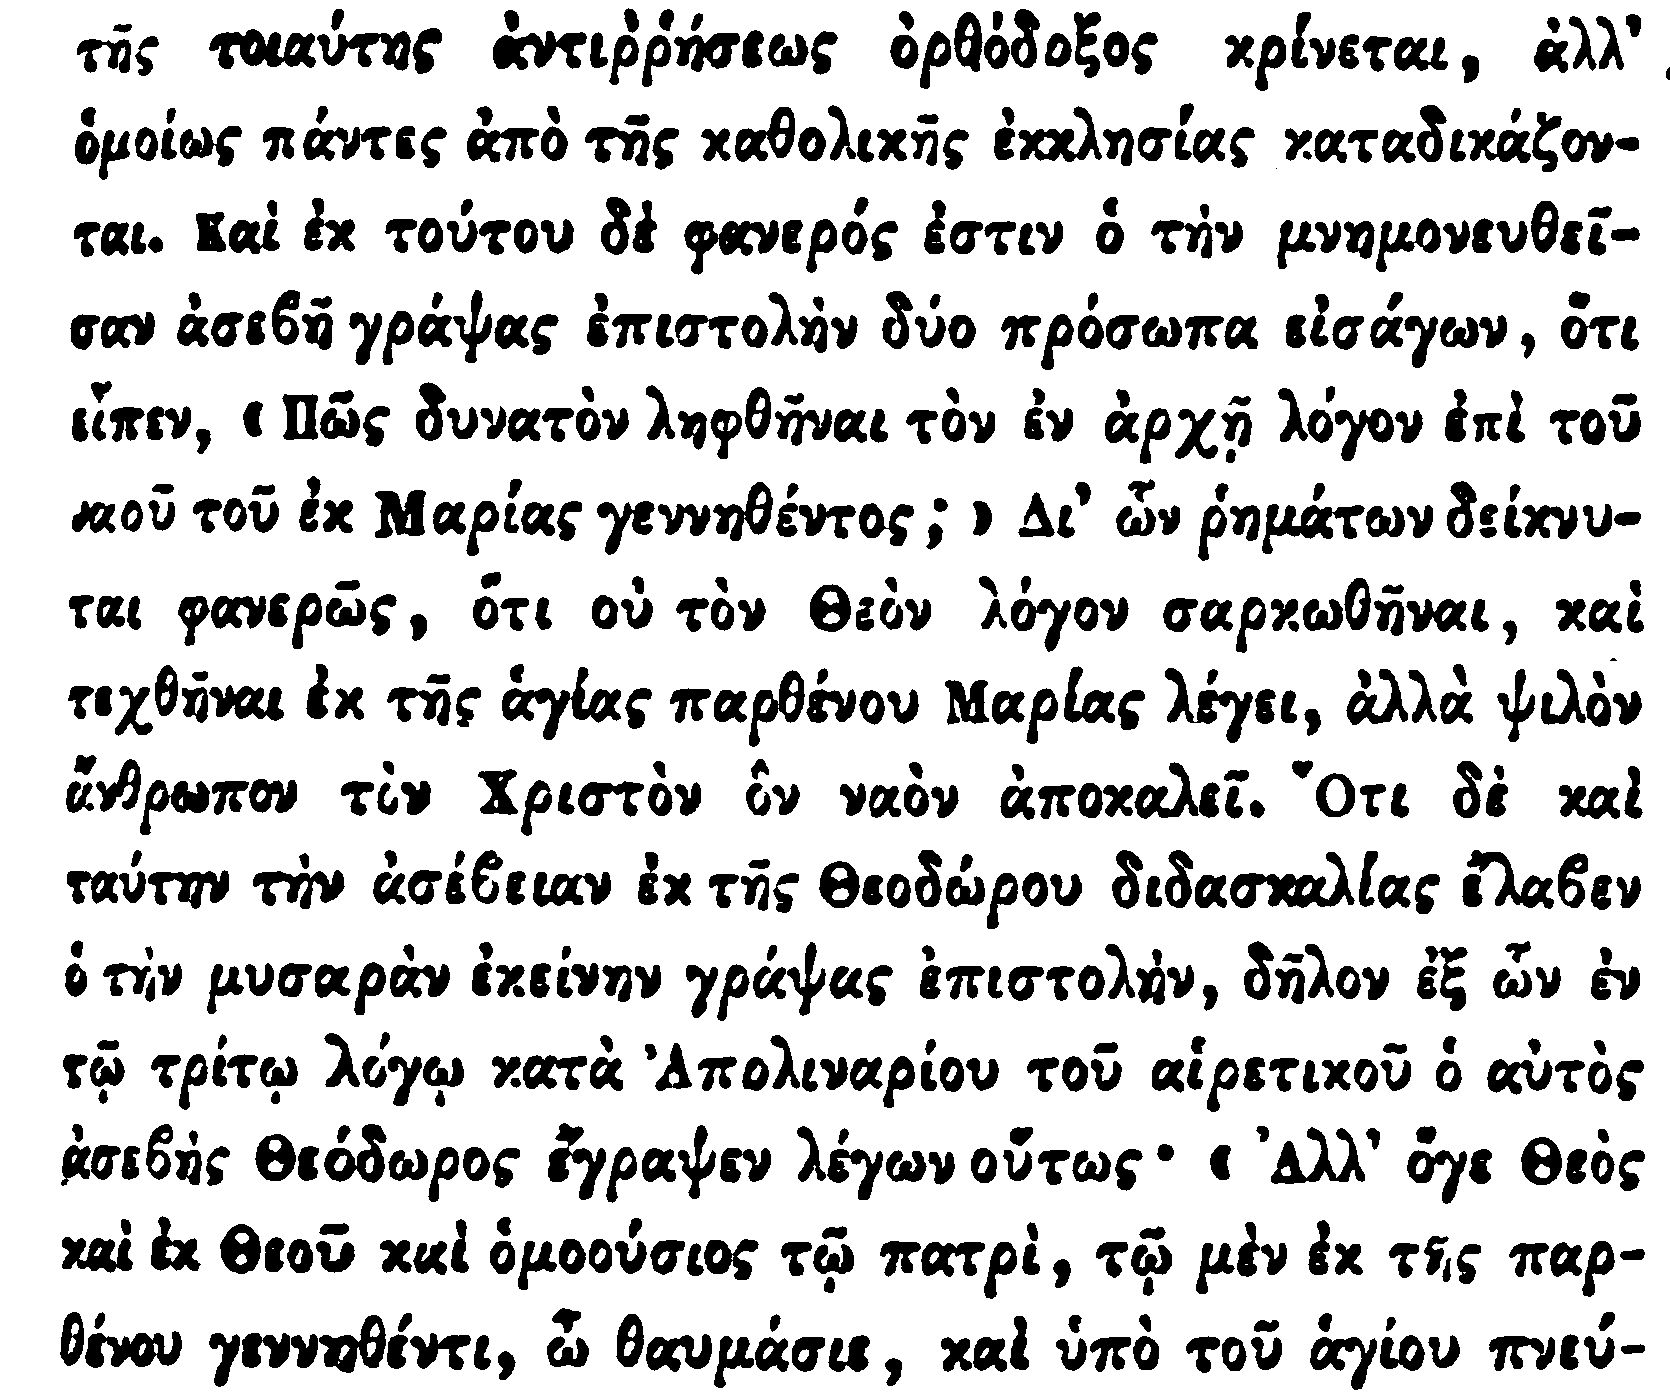 τῆς τοιαύτης ἀντιῤῥήσεως ὀρθόδοξος κρίνεται, ἀλλ’
ὁμοίως πάντες ἀπὸ τῆς καθολικῆς ἐκκλησίας καταδικάζον-
ται. Καὶ ἐκ τούτου δὲ φανερός ἐστιν ὁ τὴν μνημονευθεῖ-
σαν ἀσεβῆ γράψας ἐπιστολὴν δύο πρόσωπα εἰσάγων, ὅτι
εἶπεν, « Πῶς δυνατὸν ληφθῆναι τὸν ἐν ἀρχῇ λόγον ἐπὶ τοῦ
ναοῦ τοῦ ἐκ Μαρίας γεννηθέντος; » Δι’ ὧν ῥημάτων δείκνυ-
ται φανερῶς, ὅτι οὐ τὸν Θεὸν λόγον σαρκωθῆναι, καὶ
τεχθῆναι ἐκ τῆς ἁγίας παρθένου Μαρίας λέγει, ἀλλὰ ψιλὸν
ἄνθρωπον τὸν Χριστὸν ὃν ναὸν ἀποκαλεῖ. Ὅτι δὲ καὶ
ταύτην τὴν ἀσέβειαν ἐκ τῆς Θεοδώρου διδασκαλίας ἔλαβεν
ὁ τὴν μυσαρὰν ἐκείνην γράψας ἐπιστολὴν, δῆλον ἐξ ὧν ἐν
τῷ τρίτῳ λόγῳ κατὰ Ἀπολιναρίου τοῦ αἱρετικοῦ ὁ αὐτὸς
ἀσεβὴς Θεόδωρος ἔγραψεν λέγων οὕτως· « Ἀλλ’ ὅγε Θεὸς
καὶ ἐκ Θεοῦ καὶ ὁμοούσιος τῷ πατρὶ, τῷ μὲν ἐκ τῆς παρ-
θένου γεννηθέντι, ὦ θαυμάσιε, καὶ ὑπὸ τοῦ ἁγίου πνεύ-